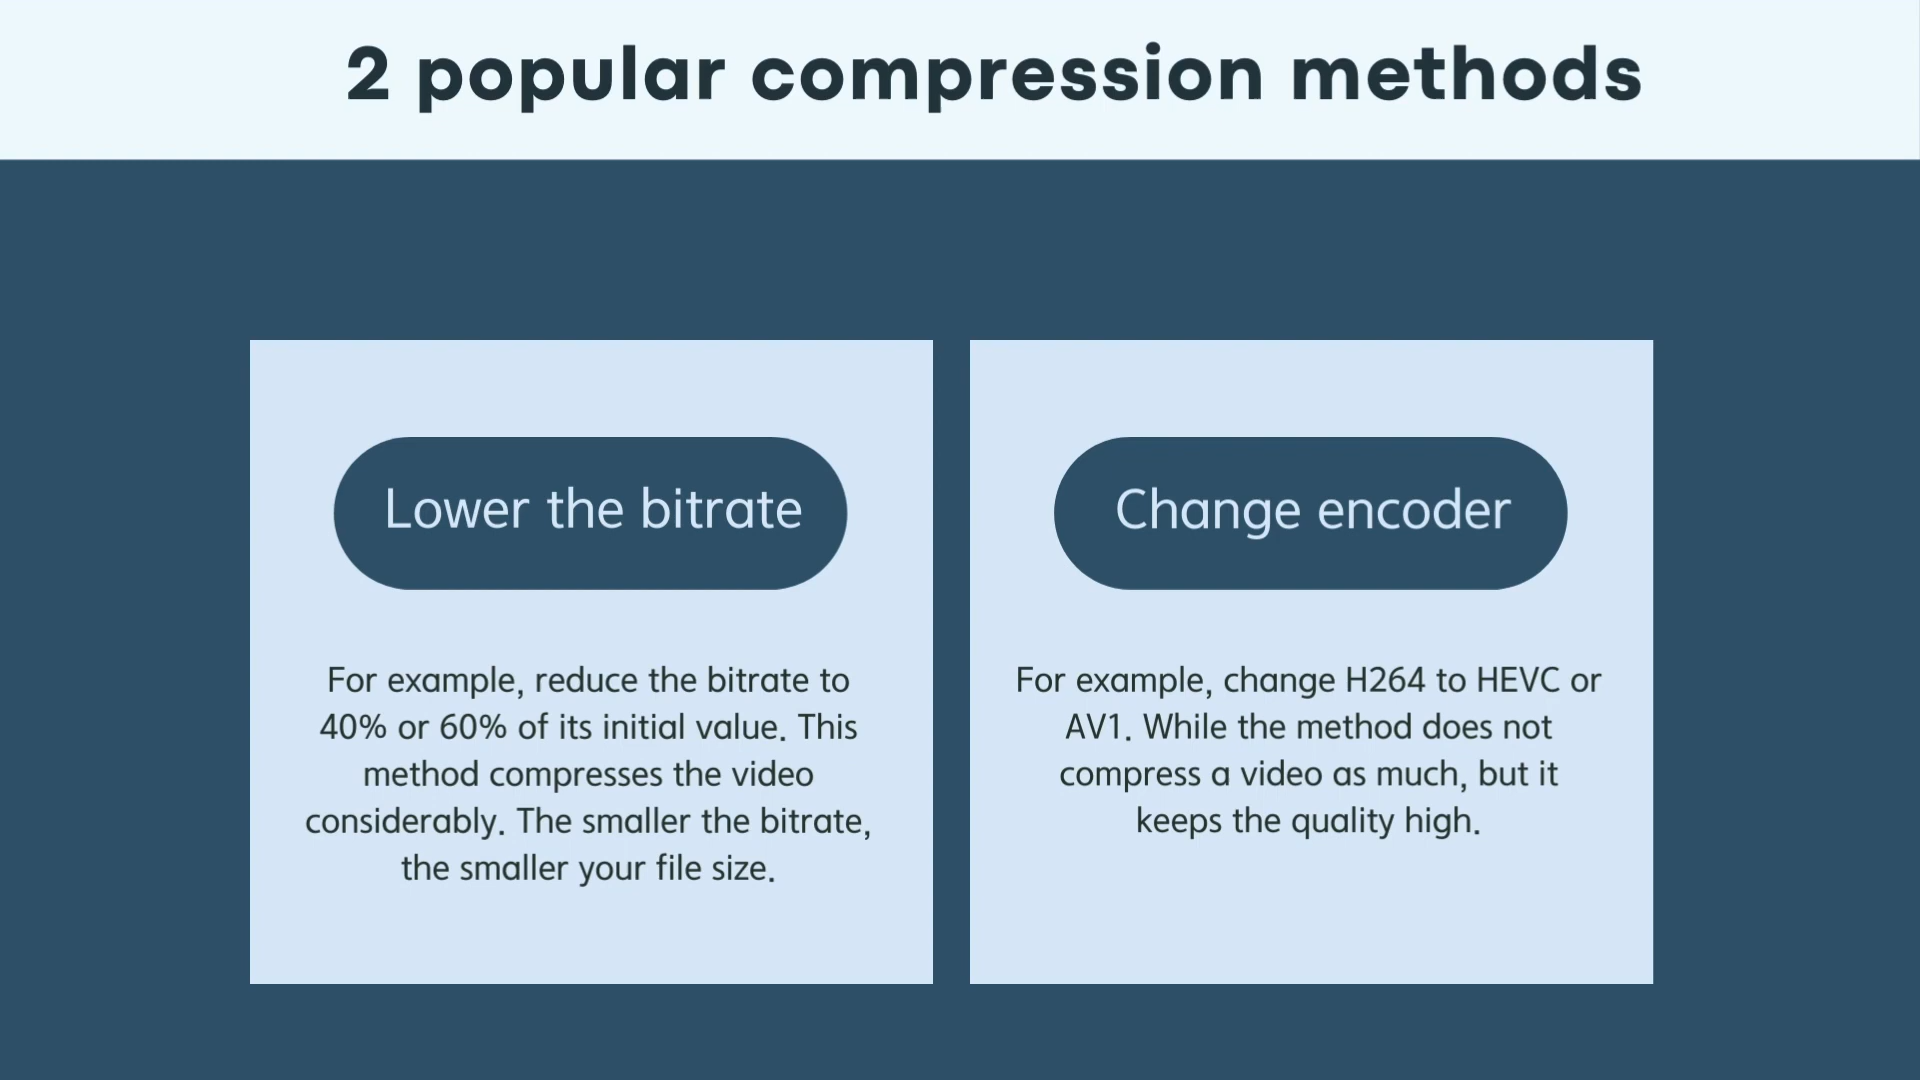 2 popular compression methods
Lower the bitrate
For example, reduce the bitrate to
40% or 60% of its initial value. This
method compresses the video
considerably. The smaller the bitrate,
the smaller your file size.
Change encoder
For example, change H264 to HEVC or
AV1. While the method does not
compress a video as much, but it
keeps the quality high.